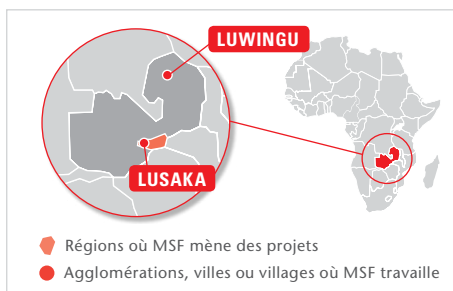 LUWINGU
LUSAKA
Régions où MSF mène des projets
Agglomérations, villes ou villages où MSF travaille